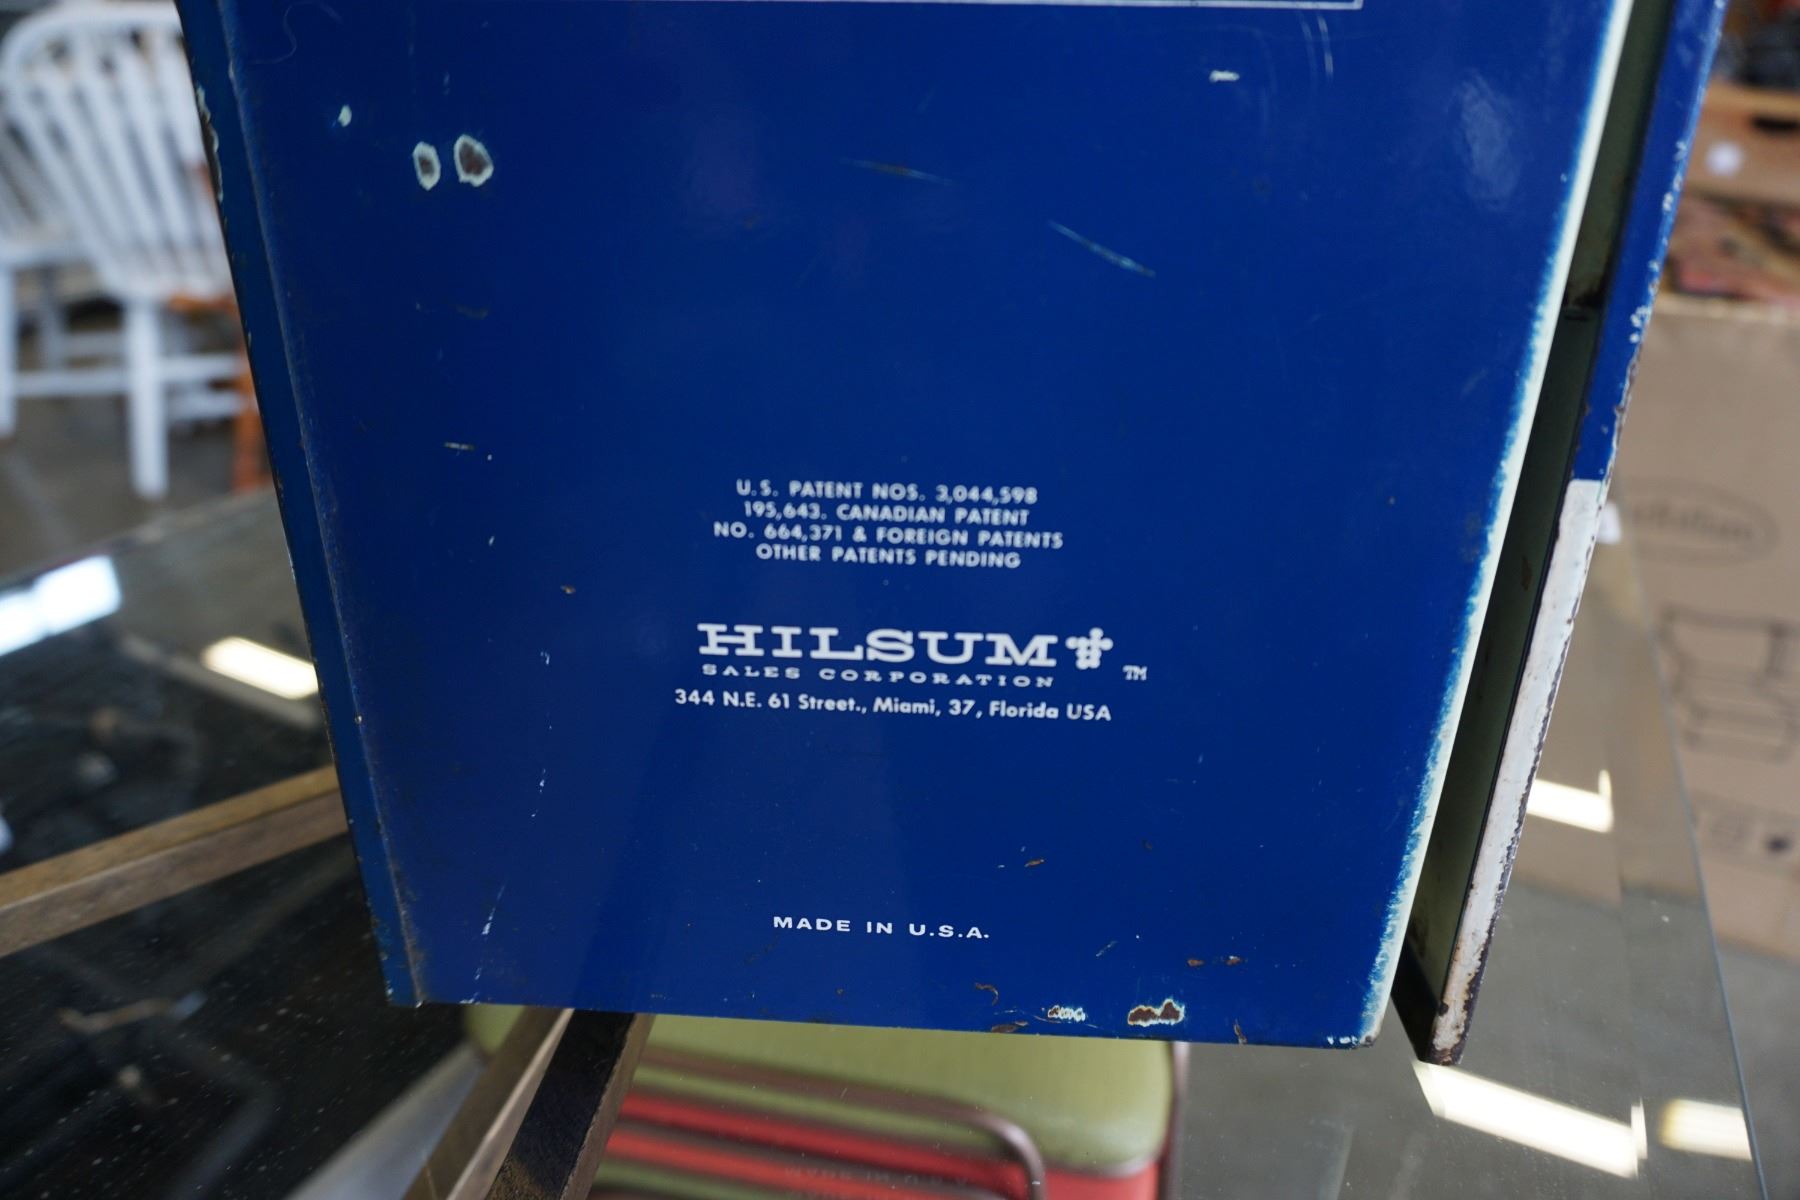 U.S. PATENT NOS. 3,044,598
195,643. CANADIAN PATENT
NO. 664,371 & FOREIGN PATENTS
OTHER PATENTS PENDING
HILSUM
SALES CORPORATION TM
344 N.E. 61 Street., Miami, 37, Florida USA
MADE IN U.S.A.